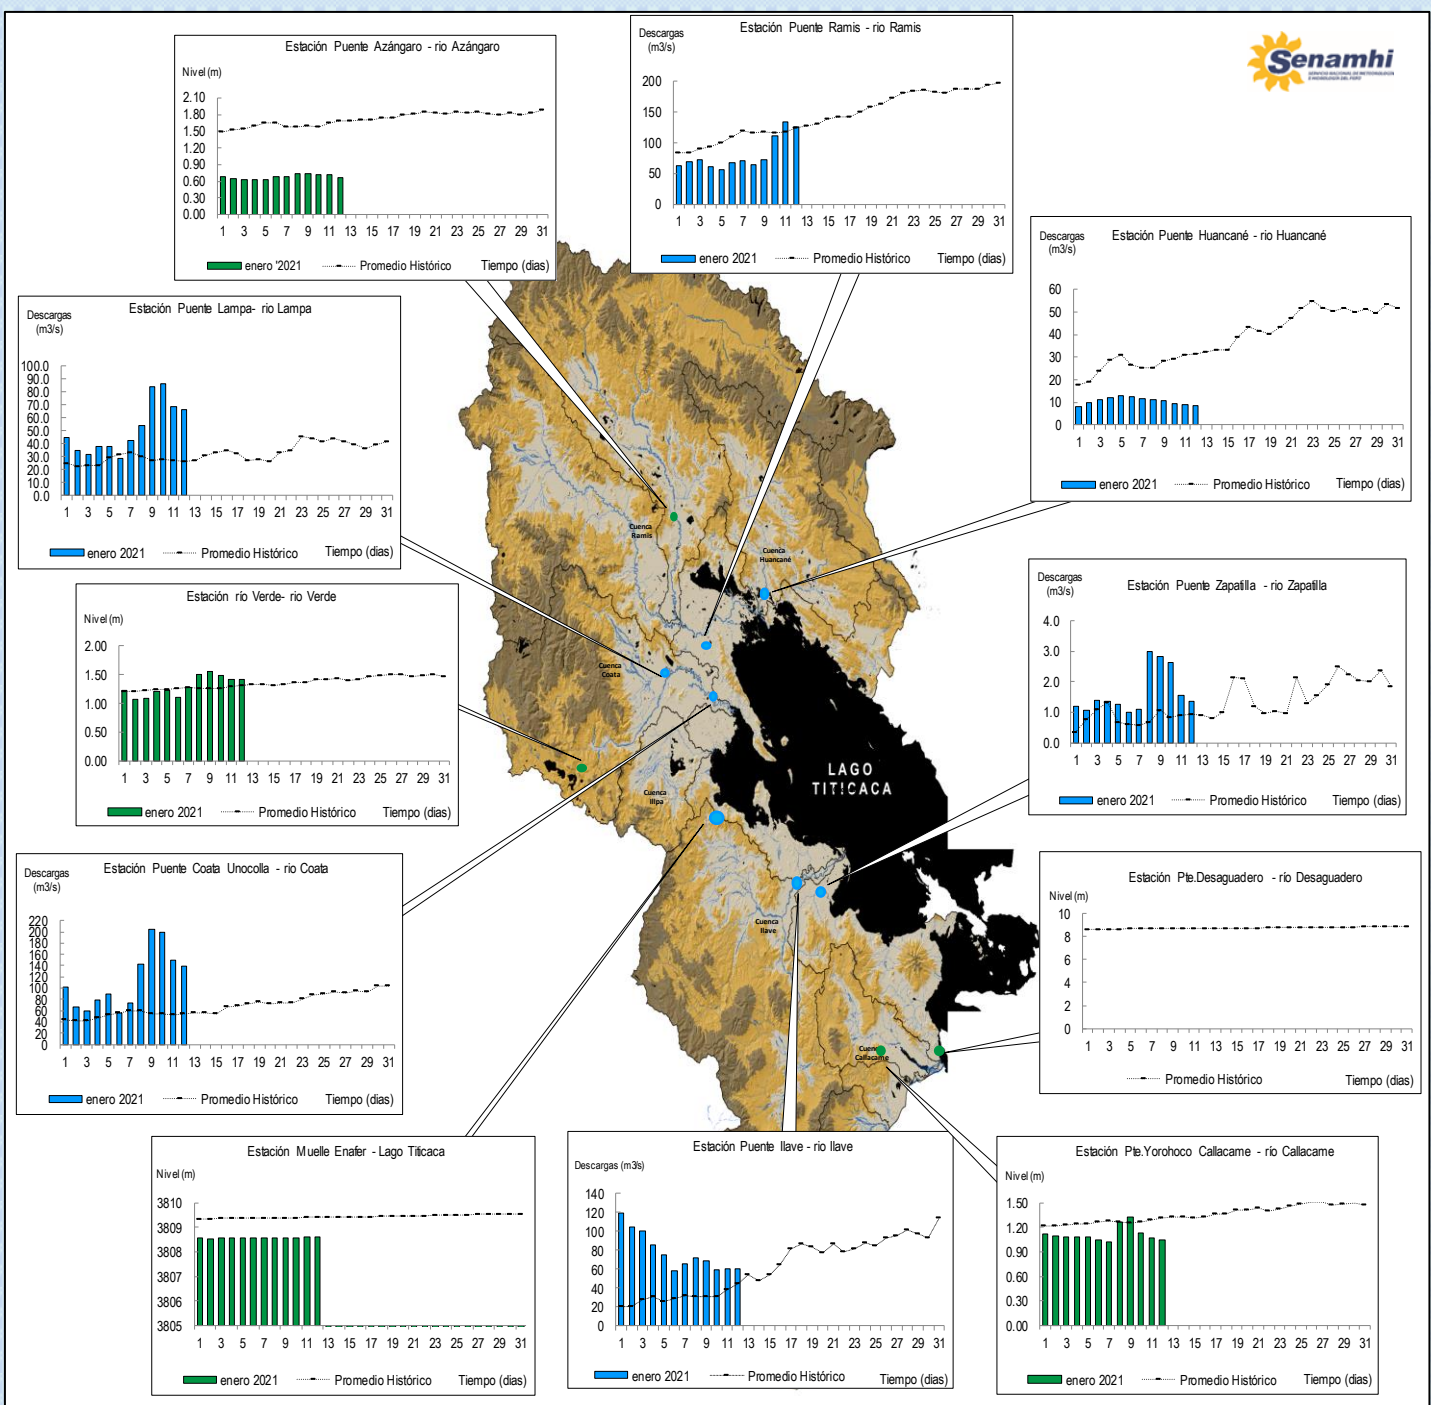 Estación Puente Azángaro - rio Azángaro
Nivel (m)
2.10
1.80
1.50
1.20
0.90
0.60
0.30
0.00
1 3 5 7 9 11 13 15 17 19 21 23 25 27 29 31
enero '2021 Promedio Histórico Tiempo (dias)
Estación Puente Ramis - rio Ramis
Descargas
(m3/s)
200
150
100
50
0
1 3 5 7 9 11 13 15 17 19 21 23 25 27 29 31
enero 2021 Promedio Histórico Tiempo (dias)
Senamhi
SERVICIO NACIONAL DE METEOROLOGÍA
E HIDROLOGÍA DEL PERÚ
Estación Puente Huancané - rio Huancané
Descargas
(m3/s)
60
50
40
30
20
10
0
1 3 5 7 9 11 13 15 17 19 21 23 25 27 29 31
enero 2021 Promedio Histórico Tiempo (dias)
Estación Puente Lampa- rio Lampa
Descargas
(m3/s)
100.0
90.0
80.0
70.0
60.0
50.0
40.0
30.0
20.0
10.0
0.0
1 3 5 7 9 11 13 15 17 19 21 23 25 27 29 31
enero 2021 Promedio Histórico Tiempo (dias)
Estación río Verde- rio Verde
Nivel (m)
2.00
1.50
1.00
0.50
0.00
1 3 5 7 9 11 13 15 17 19 21 23 25 27 29 31
enero 2021 Promedio Histórico Tiempo (dias)
Estación Puente Zapatilla - rio Zapatilla
Descargas
(m3/s)
4.0
3.0
2.0
1.0
0.0
1 3 5 7 9 11 13 15 17 19 21 23 25 27 29 31
enero 2021 Promedio Histórico Tiempo (dias)
Cuenca
Ramis
Cuenca
Huancané
Cuenca
Coata
Cuenca
Illpa
LAGO
TITICACA
Cuenca
Ilave
Cuenca
Callacame
Estación Puente Coata Unocolla - rio Coata
Descargas
(m3/s)
220
200
180
160
140
120
100
80
60
40
20
0
1 3 5 7 9 11 13 15 17 19 21 23 25 27 29 31
enero 2021 Promedio Histórico Tiempo (dias)
Estación Pte.Desaguadero - río Desaguadero
Nivel (m)
10
8
6
4
2
0
1 3 5 7 9 11 13 15 17 19 21 23 25 27 29 31
Promedio Histórico Tiempo (dias)
Estación Muelle Enafer - Lago Titicaca
Nivel (m)
3810
3809
3808
3807
3806
3805
1 3 5 7 9 11 13 15 17 19 21 23 25 27 29 31
enero 2021 Promedio Histórico Tiempo (dias)
Estación Puente Ilave - rio Ilave
Descargas (m3/s)
140
120
100
80
60
40
20
0
1 3 5 7 9 11 13 15 17 19 21 23 25 27 29 31
enero 2021 Promedio Histórico Tiempo (dias)
Estación Pte.Yorohoco Callacame - río Callacame
Nivel (m)
1.50
1.20
0.90
0.60
0.30
0.00
1 3 5 7 9 11 13 15 17 19 21 23 25 27 29 31
enero 2021 Promedio Histórico Tiempo (dias)